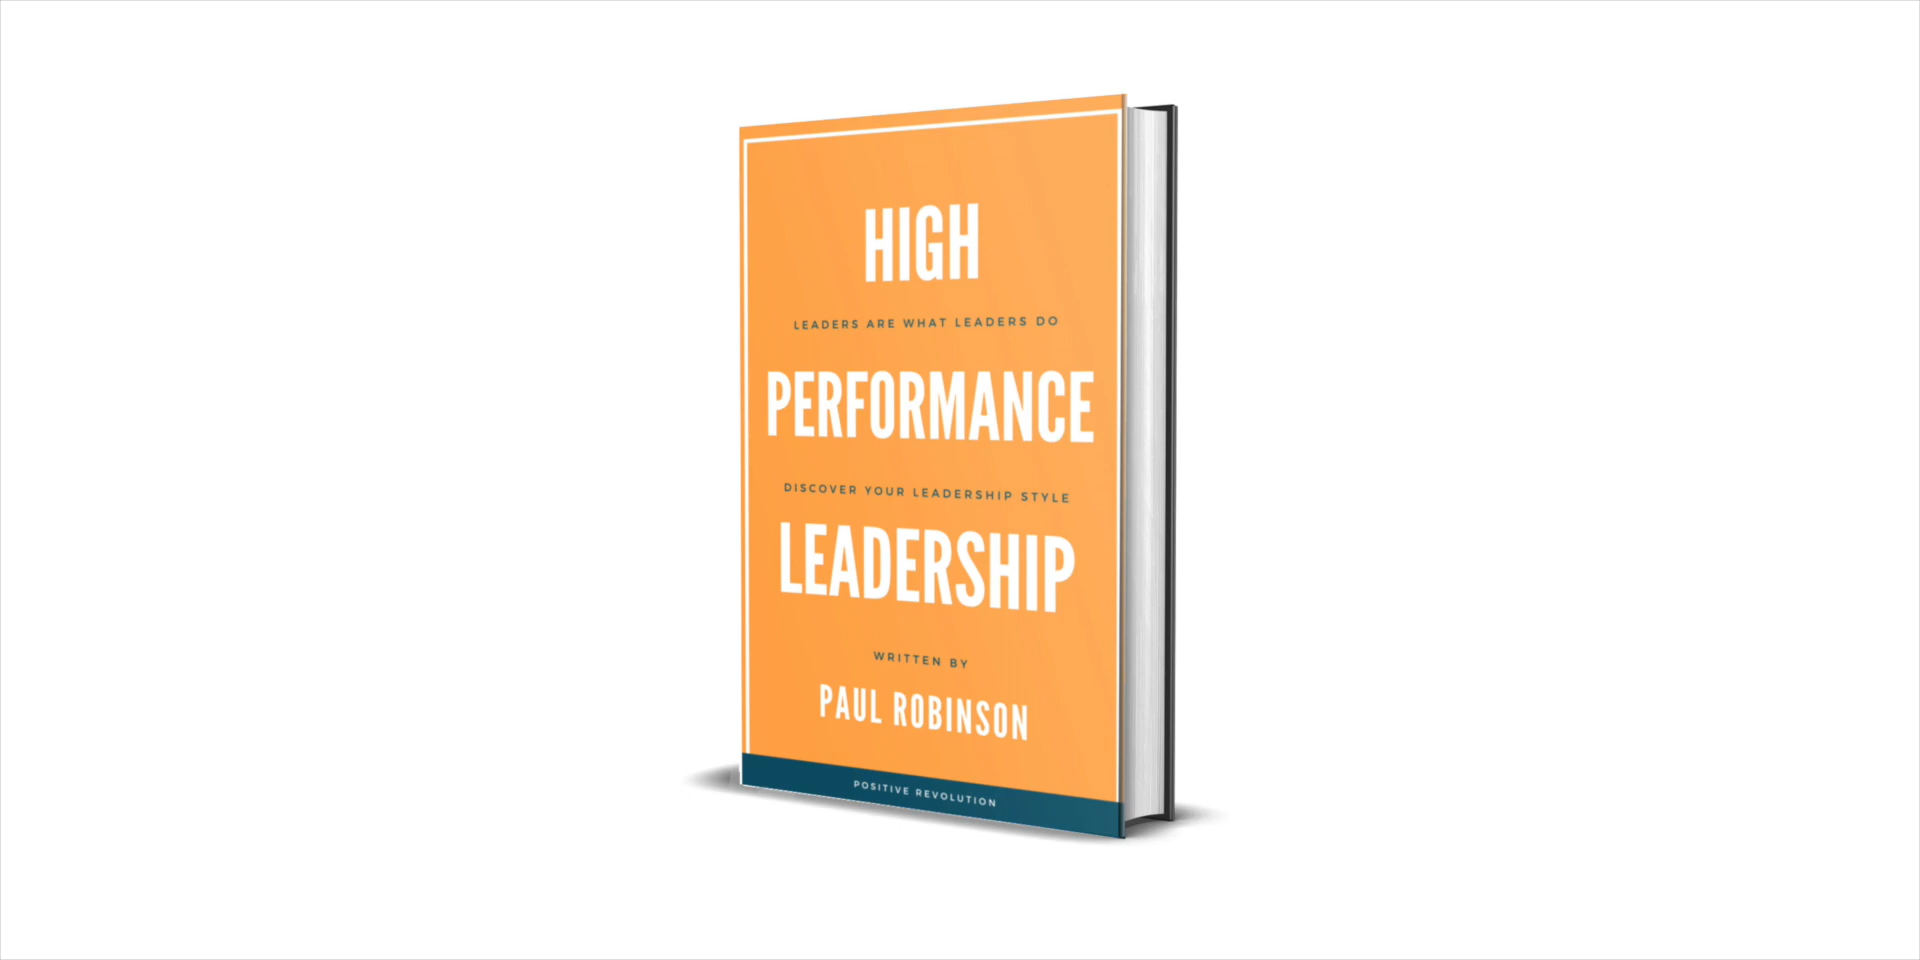 HIGH
LEADERS ARE WHAT LEADERS DO
PERFORMANCE
DISCOVER YOUR LEADERSHIP STYLE
LEADERSHIP
WRITTEN BY
PAUL ROBINSON
POSITIVE REVOLUTION